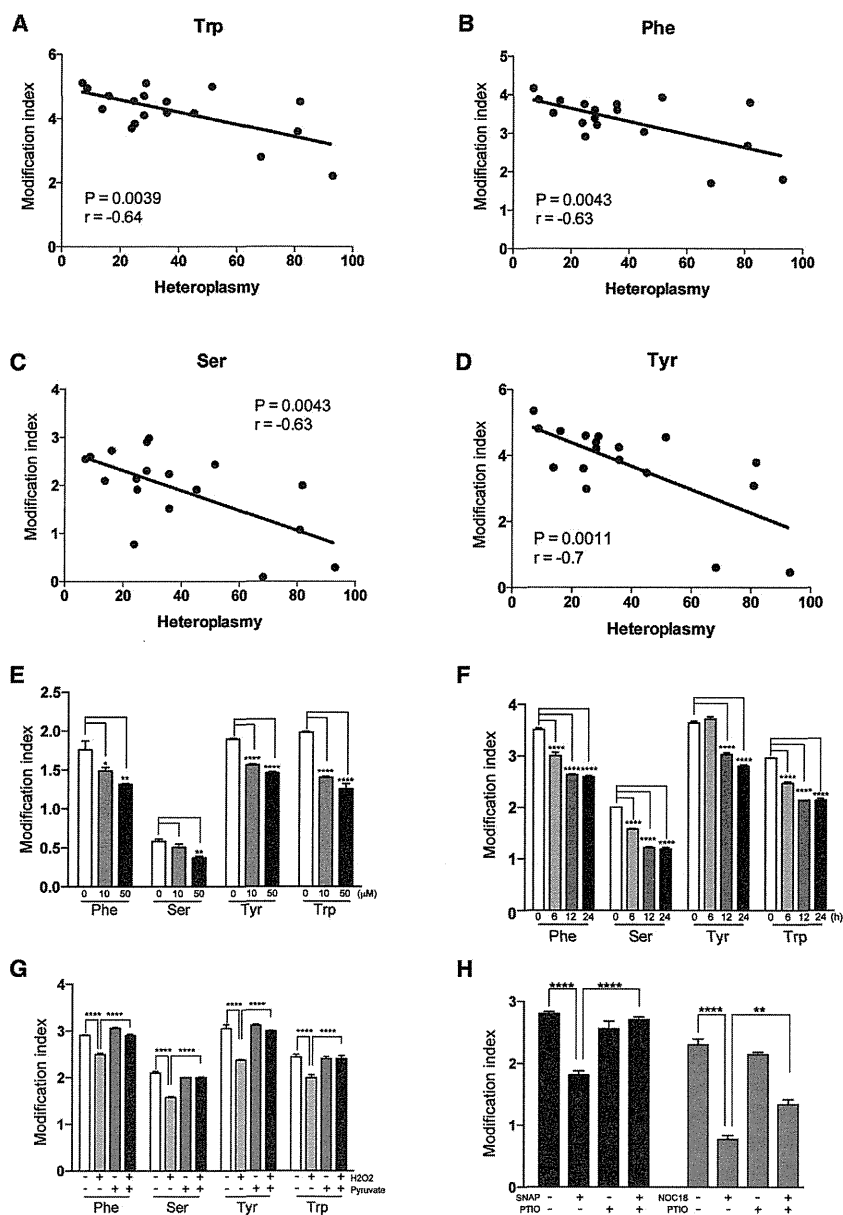 A
Trp
Modification index
6
4
2
0
P = 0.0039
r = -0.64
0 20 40 60 80 100
Heteroplasmy
B
Phe
Modification index
5
4
3
2
1
0
P = 0.0043
r = -0.63
0 20 40 60 80 100
Heteroplasmy
C
Ser
Modification index
4
3
2
1
0
P = 0.0043
r = -0.63
0 20 40 60 80 100
Heteroplasmy
D
Tyr
Modification index
6
4
2
0
P = 0.0011
r = -0.7
0 20 40 60 80 100
Heteroplasmy
E
Modification index
2.5
2.0
1.5
1.0
0.5
0.0
* ** ** **** **** **** ****
0 10 50 0 10 50 0 10 50 0 10 50 (μM)
Phe Ser Tyr Trp
F
Modification index
4
3
2
1
0
**** **** **** **** **** **** **** **** **** **** ****
0 6 12 24 0 6 12 24 0 6 12 24 0 6 12 24 (h)
Phe Ser Tyr Trp
G
Modification index
4
3
2
1
0
**** **** **** **** **** **** **** ****
- + - + - + - + - + - + - + - + H2O2
- - + + - - + + - - + + - - + + Pyruvate
Phe Ser Tyr Trp
H
Modification index
3
2
1
0
**** **** **** **
SNAP - + - + NOC18 - + - +
PTIO - - + + PTIO - - + +